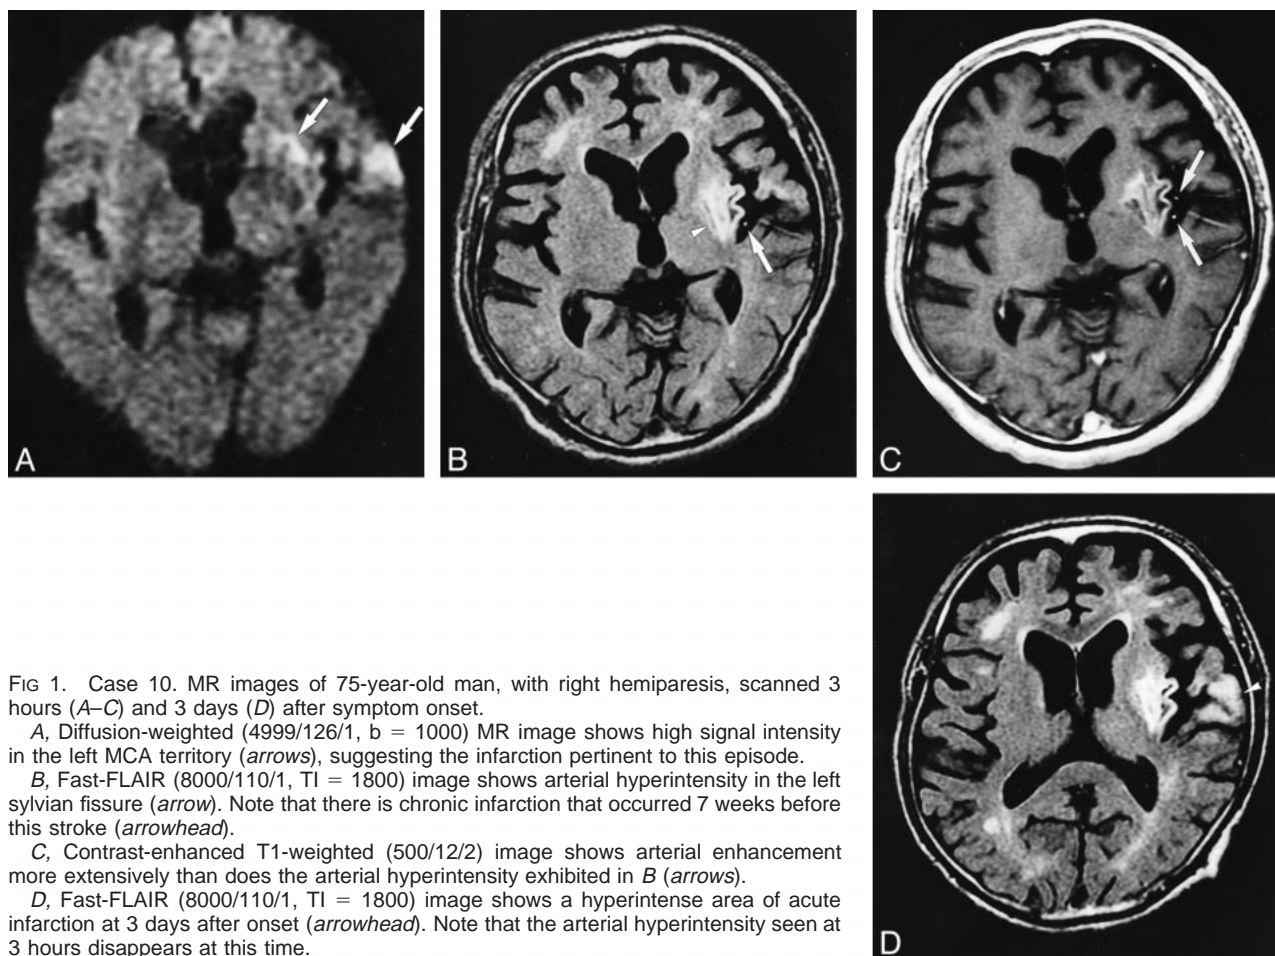 A
B
C
D
FIG 1. Case 10. MR images of 75-year-old man, with right hemiparesis, scanned 3
hours (A–C) and 3 days (D) after symptom onset.
A, Diffusion-weighted (4999/126/1, b = 1000) MR image shows high signal intensity
in the left MCA territory (arrows), suggesting the infarction pertinent to this episode.
B, Fast-FLAIR (8000/110/1, TI = 1800) image shows arterial hyperintensity in the left
sylvian fissure (arrow). Note that there is chronic infarction that occurred 7 weeks before
this stroke (arrowhead).
C, Contrast-enhanced T1-weighted (500/12/2) image shows arterial enhancement
more extensively than does the arterial hyperintensity exhibited in B (arrows).
D, Fast-FLAIR (8000/110/1, TI = 1800) image shows a hyperintense area of acute
infarction at 3 days after onset (arrowhead). Note that the arterial hyperintensity seen at
3 hours disappears at this time.